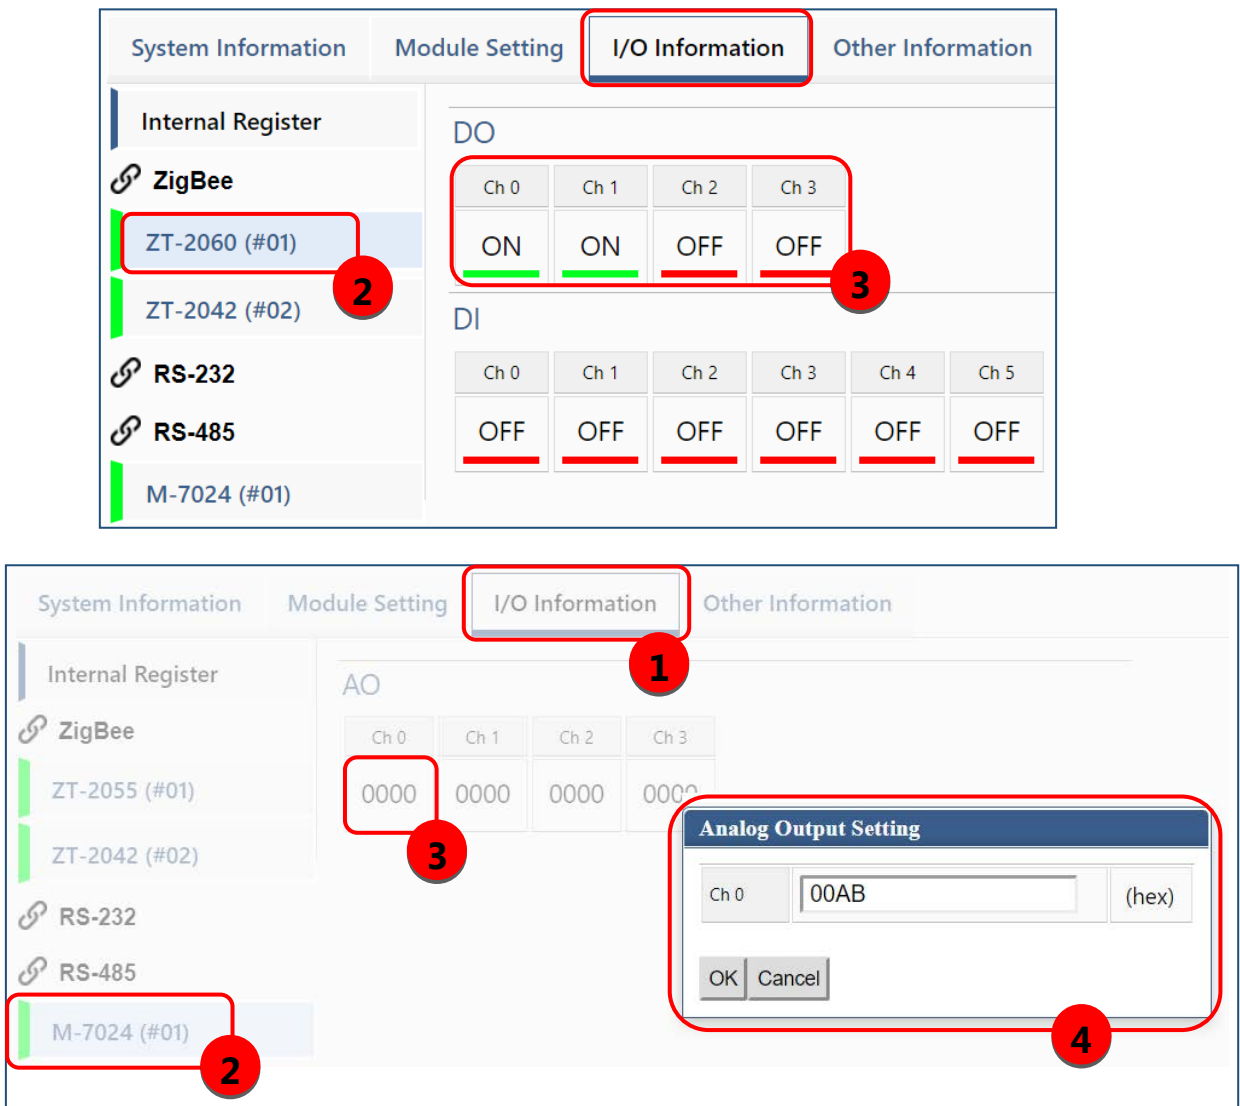 System Information Module Setting I/O Information Other Information
Internal Register
ZigBee
ZT-2060 (#01)
2
ZT-2042 (#02)
RS-232
RS-485
M-7024 (#01)
DO
Ch 0 Ch 1 Ch 2 Ch 3
ON ON OFF OFF
3
DI
Ch 0 Ch 1 Ch 2 Ch 3 Ch 4 Ch 5
OFF OFF OFF OFF OFF OFF
System Information Module Setting I/O Information Other Information
1
Internal Register
ZigBee
ZT-2055 (#01)
ZT-2042 (#02)
RS-232
RS-485
M-7024 (#01)
2
AO
Ch 0 Ch 1 Ch 2 Ch 3
0000 0000 0000 0000
3
Analog Output Setting
Ch 0 00AB (hex)
OK Cancel
4